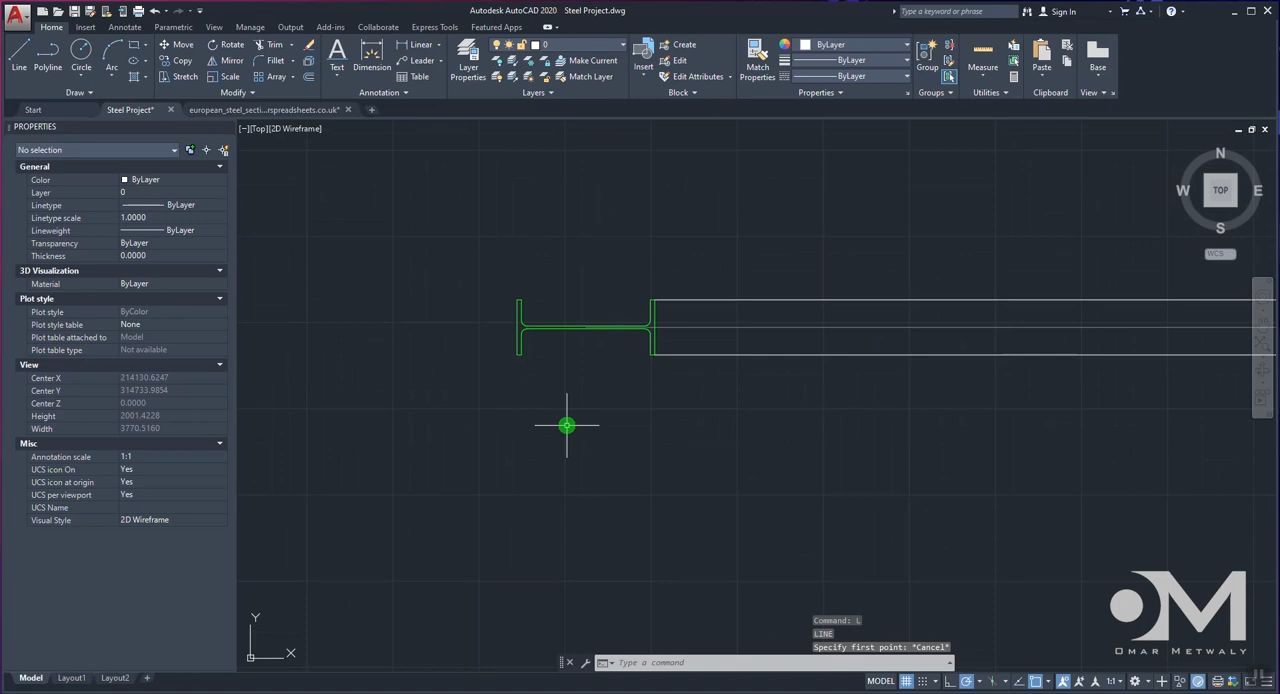 Autodesk AutoCAD 2020 Steel Project.dwg
Type a keyword or phrase
Sign In
Home Insert Annotate Parametric View Manage Output Add-ins Collaborate Express Tools Featured Apps
Line Polyline Circle Arc
Move Rotate Trim
Copy Mirror Fillet
Stretch Scale Array
Text Dimension
Linear
Leader
Table
Layer Properties
0
Make Current
Match Layer
Insert
Create
Edit
Edit Attributes
Match Properties
ByLayer
ByLayer
ByLayer
Group
Measure
Paste
Base
Draw Modify Annotation Layers Block Properties Groups Utilities Clipboard View
Start Steel Project* european_steel_secti...rspreadsheets.co.uk*
PROPERTIES
No selection
General
Color ByLayer
Layer 0
Linetype ByLayer
Linetype scale 1.0000
Lineweight ByLayer
Transparency ByLayer
Thickness 0.0000
3D Visualization
Material ByLayer
Plot style
Plot style ByColor
Plot style table None
Plot table attached to Model
Plot table type Not available
View
Center X 214130.6247
Center Y 314733.9854
Center Z 0.0000
Height 2001.4228
Width 3770.5160
Misc
Annotation scale 1:1
UCS icon On Yes
UCS icon at origin Yes
UCS per viewport Yes
UCS Name
Visual Style 2D Wireframe
[−][Top][2D Wireframe]
N
W TOP E
S
WCS
Y
X
Command: L
LINE
Specify first point: *Cancel*
Type a command
OM
OMAR METWALY
Model Layout1 Layout2
MODEL
1:1